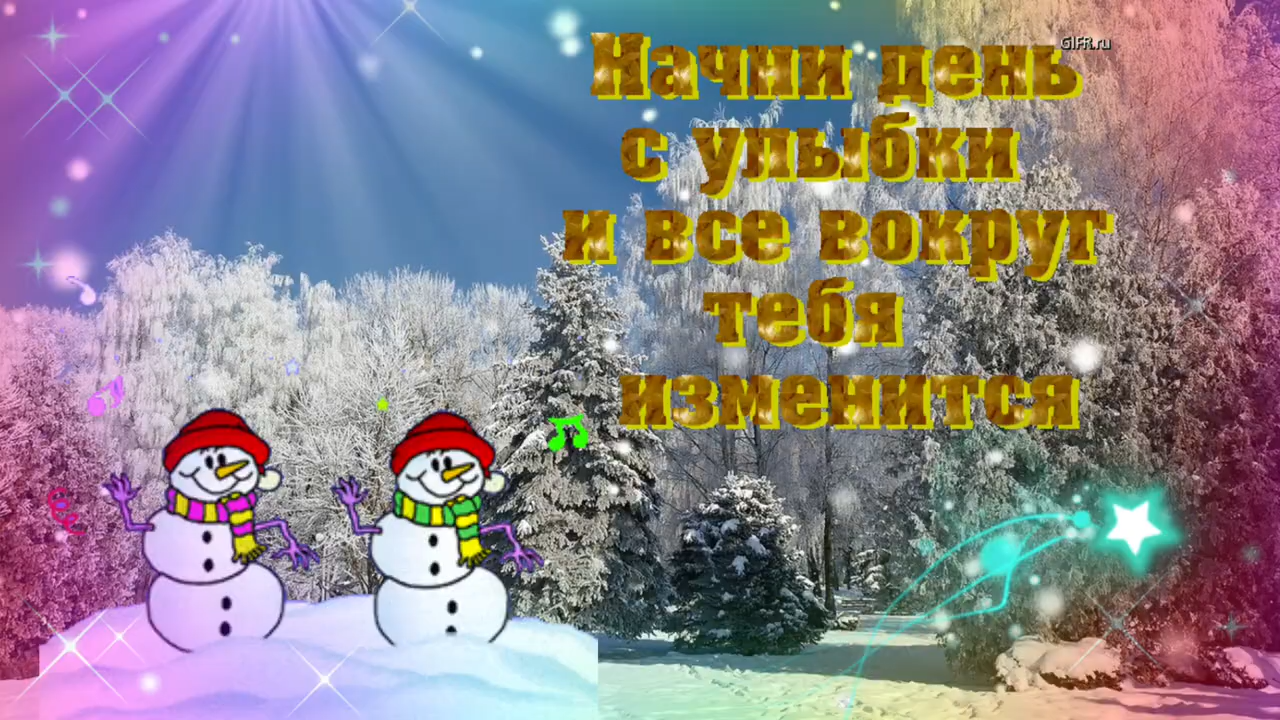 GIFR.ru
Начни день
с улыбки
и все вокруг
тебя
изменится